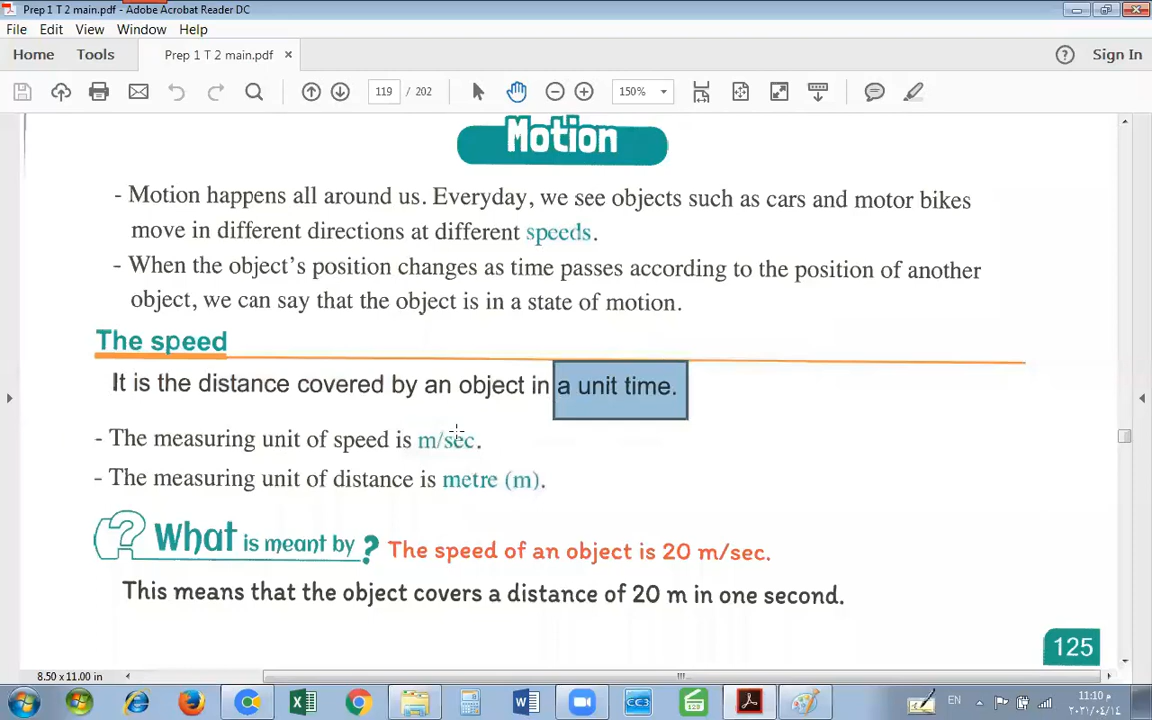 Prep 1 T 2 main.pdf - Adobe Acrobat Reader DC
File Edit View Window Help
Home Tools Prep 1 T 2 main.pdf × Sign In
119 / 202 150%
Motion
- Motion happens all around us. Everyday, we see objects such as cars and motor bikes
move in different directions at different speeds.
- When the object's position changes as time passes according to the position of another
object, we can say that the object is in a state of motion.
The speed
It is the distance covered by an object in a unit time.
- The measuring unit of speed is m/sec.
- The measuring unit of distance is metre (m).
? What is meant by ? The speed of an object is 20 m/sec.
This means that the object covers a distance of 20 m in one second.
125
8.50 x 11.00 in
EN 11:10 م
٢٠٢١/٠٤/١٤